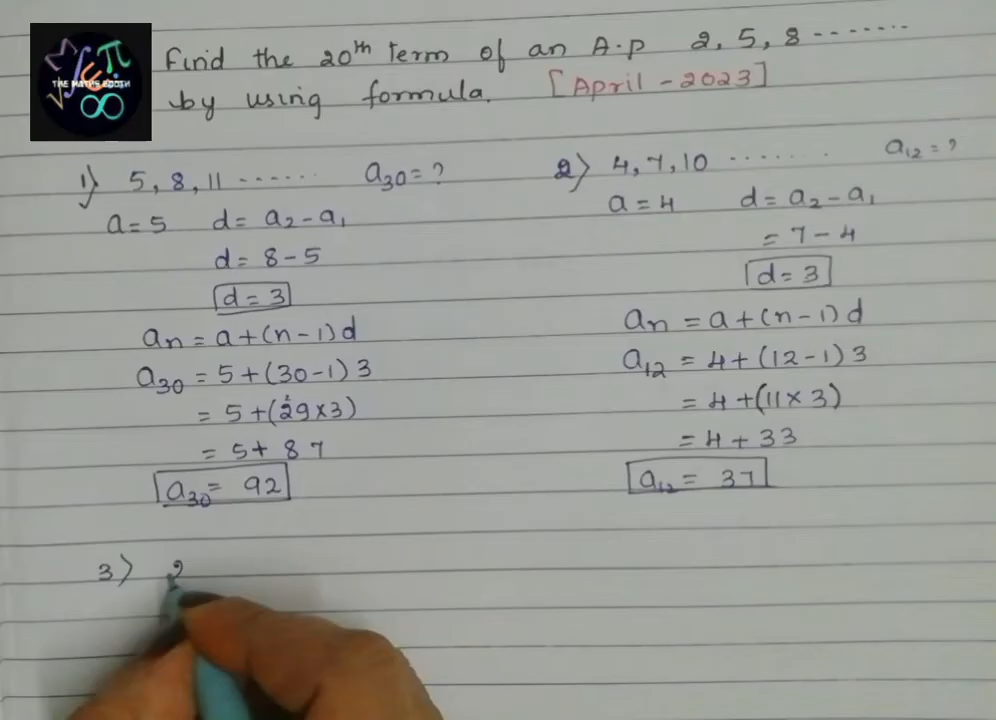 THE MATHS BOOTH
Find the 20th term of an A.P 2, 5, 8 -------
by using formula. [April - 2023]
1) 5, 8, 11 ------ a30 = ?
a = 5 d = a2 - a1
d = 8 - 5
d = 3
an = a + (n - 1) d
a30 = 5 + (30 - 1) 3
= 5 + (29 × 3)
= 5 + 87
a30 = 92
2) 4, 7, 10 ....... a12 = ?
a = 4 d = a2 - a1
= 7 - 4
d = 3
an = a + (n - 1) d
a12 = 4 + (12 - 1) 3
= 4 + (11 × 3)
= 4 + 33
a12 = 37
3) 2